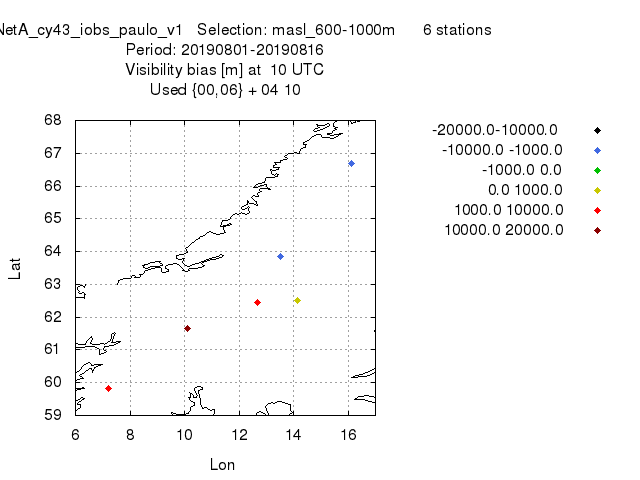 NetA_cy43_iobs_paulo_v1 Selection: masl_600-1000m 6 stations
Period: 20190801-20190816
Visibility bias [m] at 10 UTC
Used {00,06} + 04 10
68
67
66
65
64
63
62
61
60
59
6 8 10 12 14 16
Lat
Lon
-20000.0-10000.0
-10000.0 -1000.0
-1000.0 0.0
0.0 1000.0
1000.0 10000.0
10000.0 20000.0